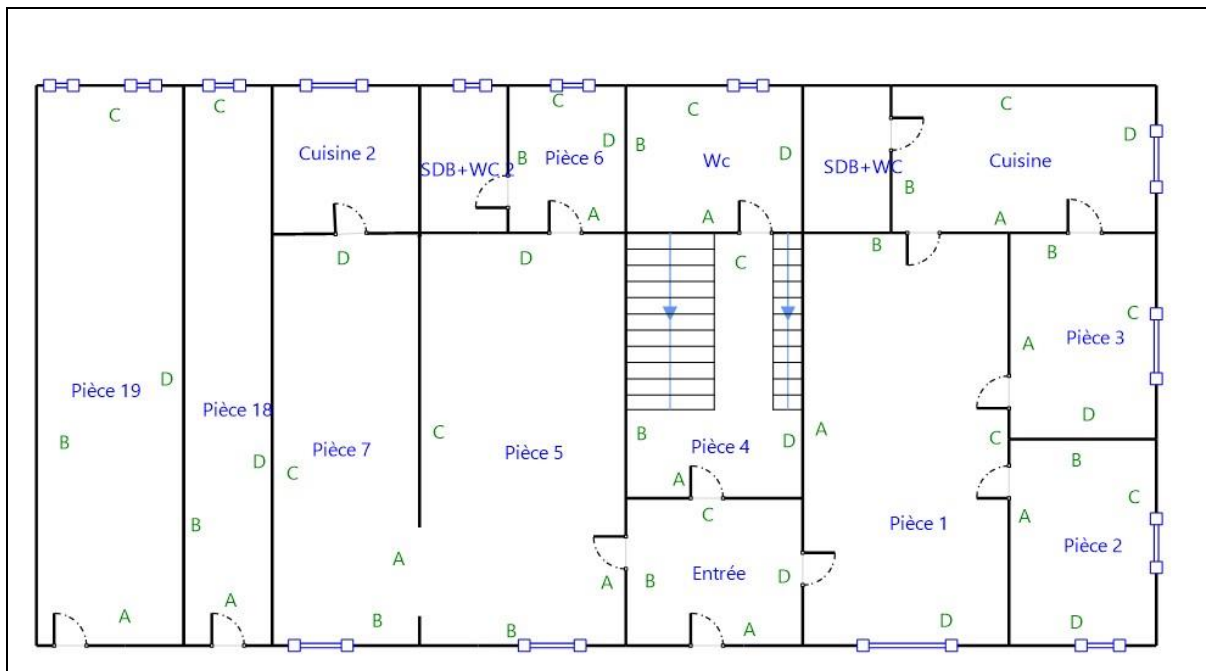 C C C C C C
D
Cuisine 2 SDB+WC 2 B Pièce 6 D B Wc D SDB+WC Cuisine
B
A A A
D D C B B
C
Pièce 19 D Pièce 18 Pièce 3
A
B D C Pièce 7 C Pièce 5 B Pièce 4 D A C D
B
A C
B A C Pièce 1 A Pièce 2
A A B Entrée D
A A B B A D D